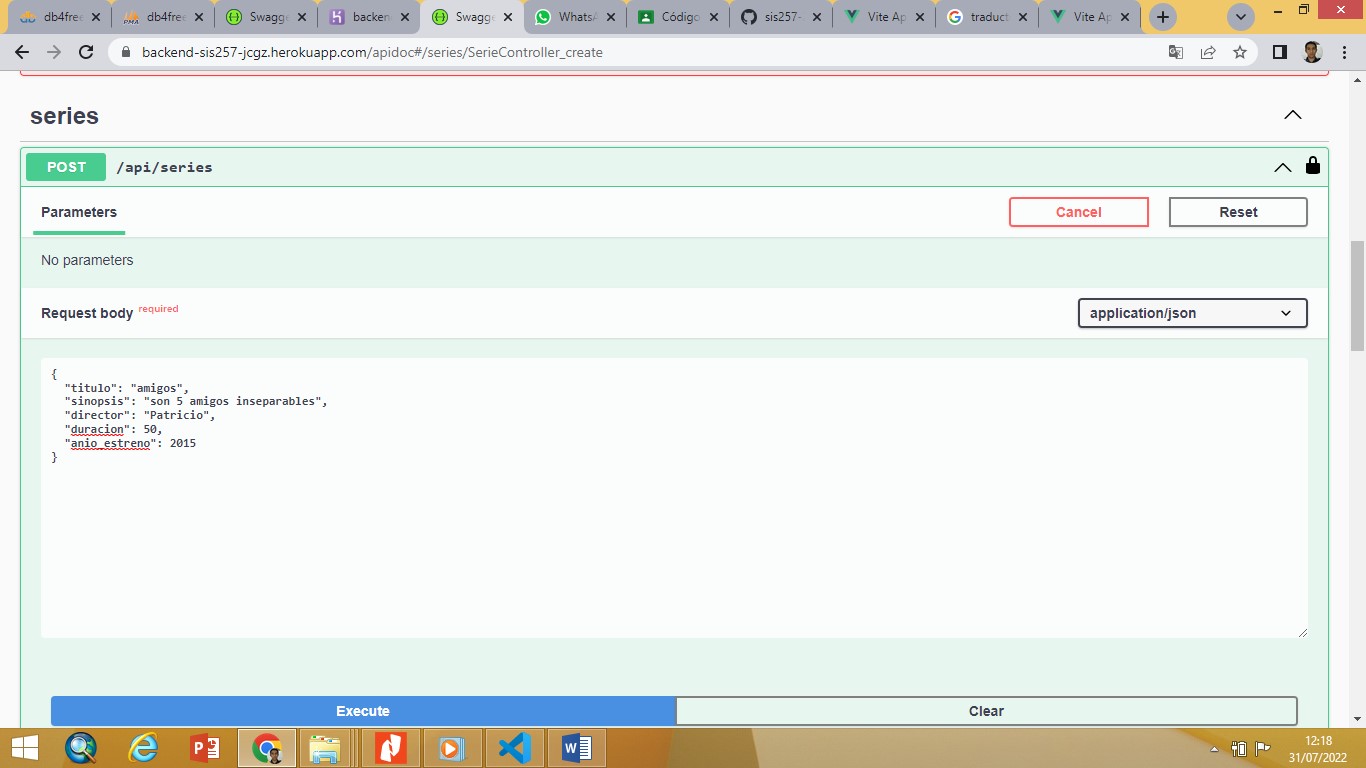 db4free
db4free
Swagge
backen
Swagge
WhatsA
Código
sis257-
Vite Ap
traduct
Vite Ap
backend-sis257-jcgz.herokuapp.com/apidoc#/series/SerieController_create
series
POST /api/series
Parameters
Cancel
Reset
No parameters
Request body required
application/json
{
"titulo": "amigos",
"sinopsis": "son 5 amigos inseparables",
"director": "Patricio",
"duracion": 50,
"anio_estreno": 2015
}
Execute
Clear
12:18
31/07/2022